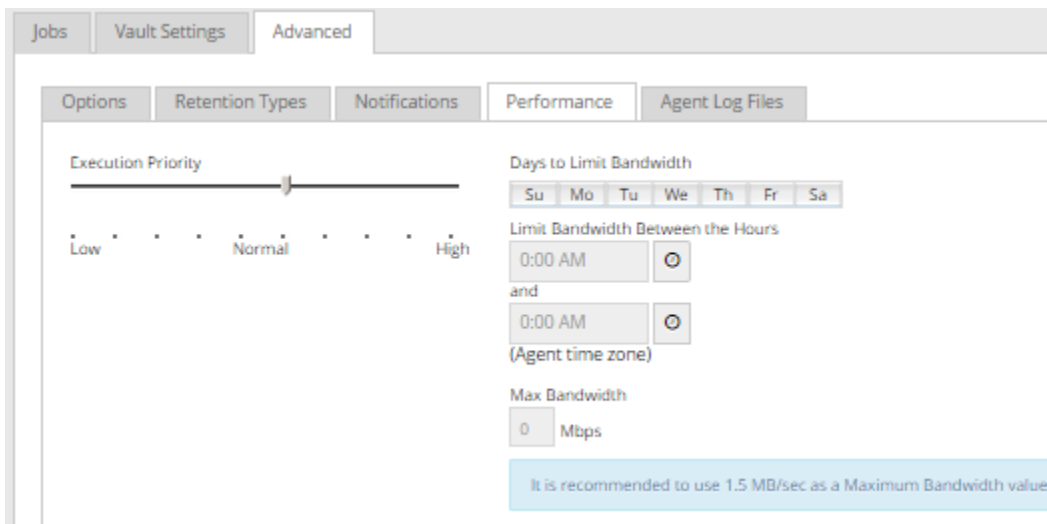 Jobs Vault Settings Advanced
Options Retention Types Notifications Performance Agent Log Files
Execution Priority
Low Normal High
Days to Limit Bandwidth
Su Mo Tu We Th Fr Sa
Limit Bandwidth Between the Hours
0:00 AM
and
0:00 AM
(Agent time zone)
Max Bandwidth
0 Mbps
It is recommended to use 1.5 MB/sec as a Maximum Bandwidth value